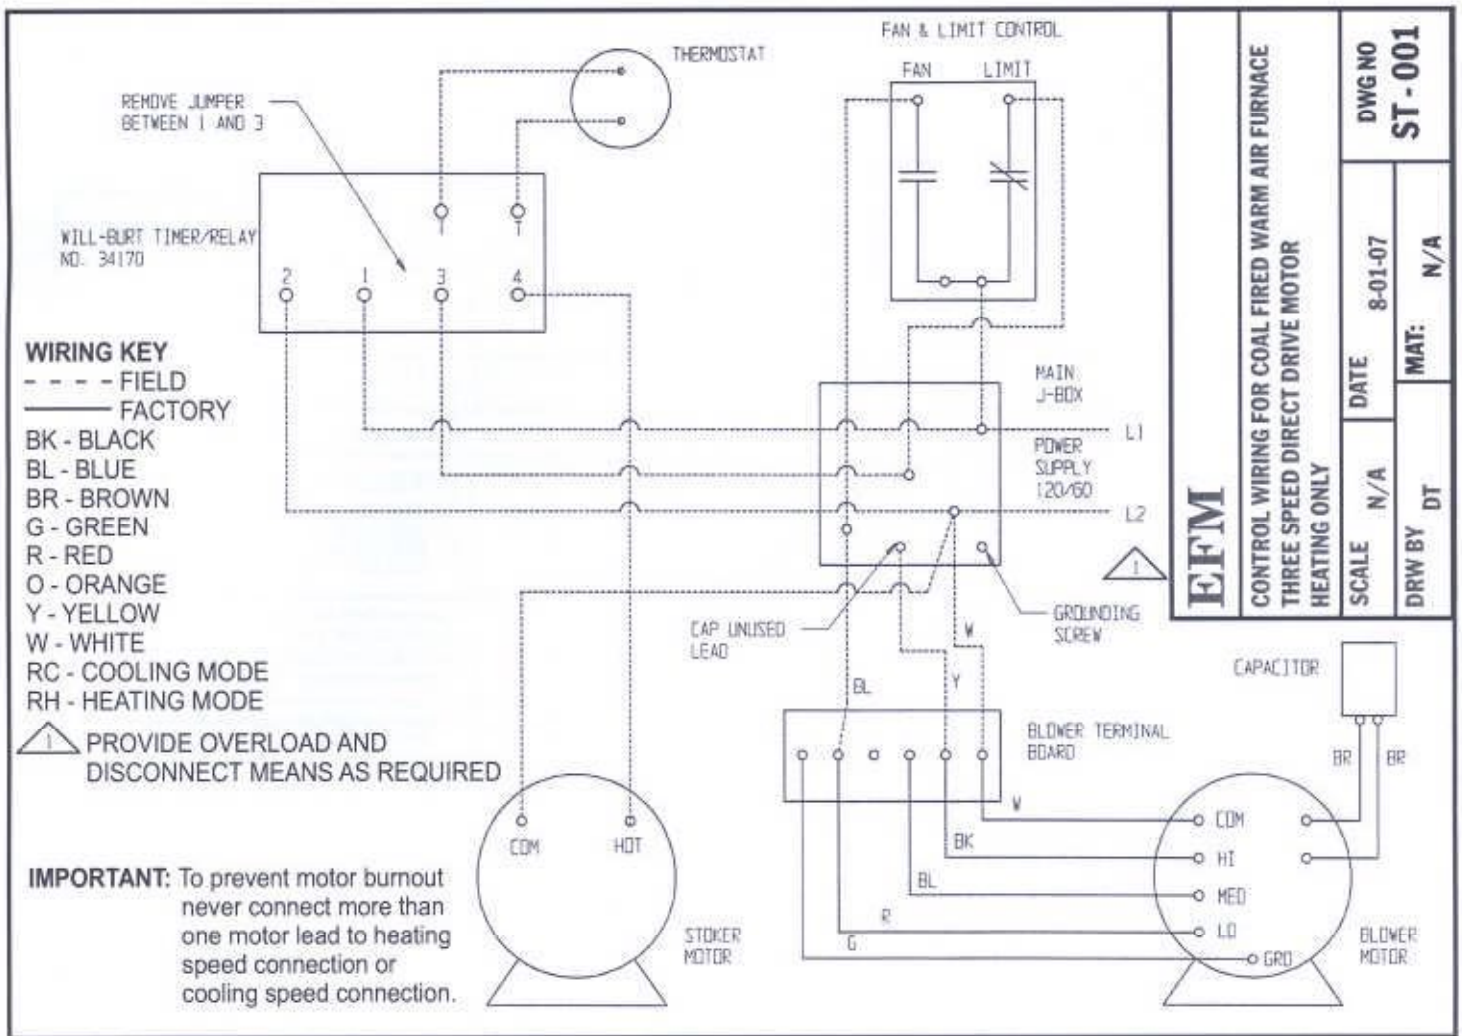 FAN & LIMIT CONTROL
THERMOSTAT
FAN
LIMIT
REMOVE JUMPER
BETWEEN 1 AND 3
WILL-BURT TIMER/RELAY
NO. 34170
T
T
2
1
3
4
WIRING KEY
- - - - FIELD
FACTORY
BK - BLACK
BL - BLUE
BR - BROWN
G - GREEN
R - RED
O - ORANGE
Y - YELLOW
W - WHITE
RC - COOLING MODE
RH - HEATING MODE
1 PROVIDE OVERLOAD AND
DISCONNECT MEANS AS REQUIRED
IMPORTANT: To prevent motor burnout
never connect more than
one motor lead to heating
speed connection or
cooling speed connection.
MAIN
J-BOX
L1
POWER
SUPPLY
120/60
L2
1
CAP UNUSED
LEAD
GROUNDING
SCREW
W
BL
Y
BLOWER TERMINAL
BOARD
CAPACITOR
BR
BR
W
BK
BL
R
G
COM
HI
MED
LO
GRD
BLOWER
MOTOR
COM
HOT
STOKER
MOTOR
EFM
CONTROL WIRING FOR COAL FIRED WARM AIR FURNACE
THREE SPEED DIRECT DRIVE MOTOR
HEATING ONLY
SCALE N/A
DATE 8-01-07
DWG NO
ST-001
DRW BY DT
MAT: N/A